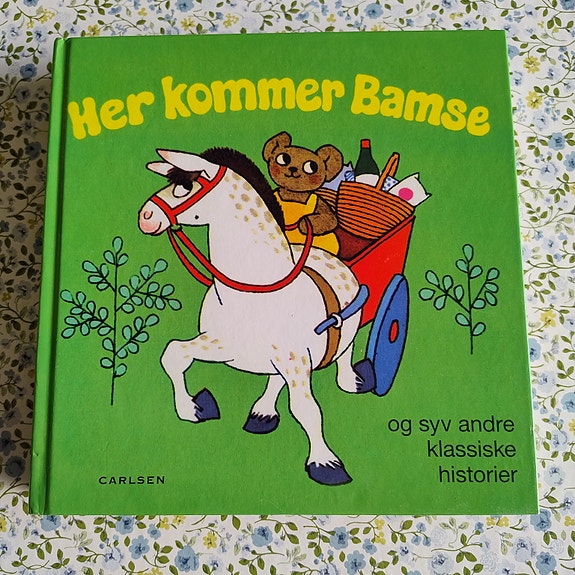 Her kommer Bamse
og syv andre
klassiske
historier
CARLSEN